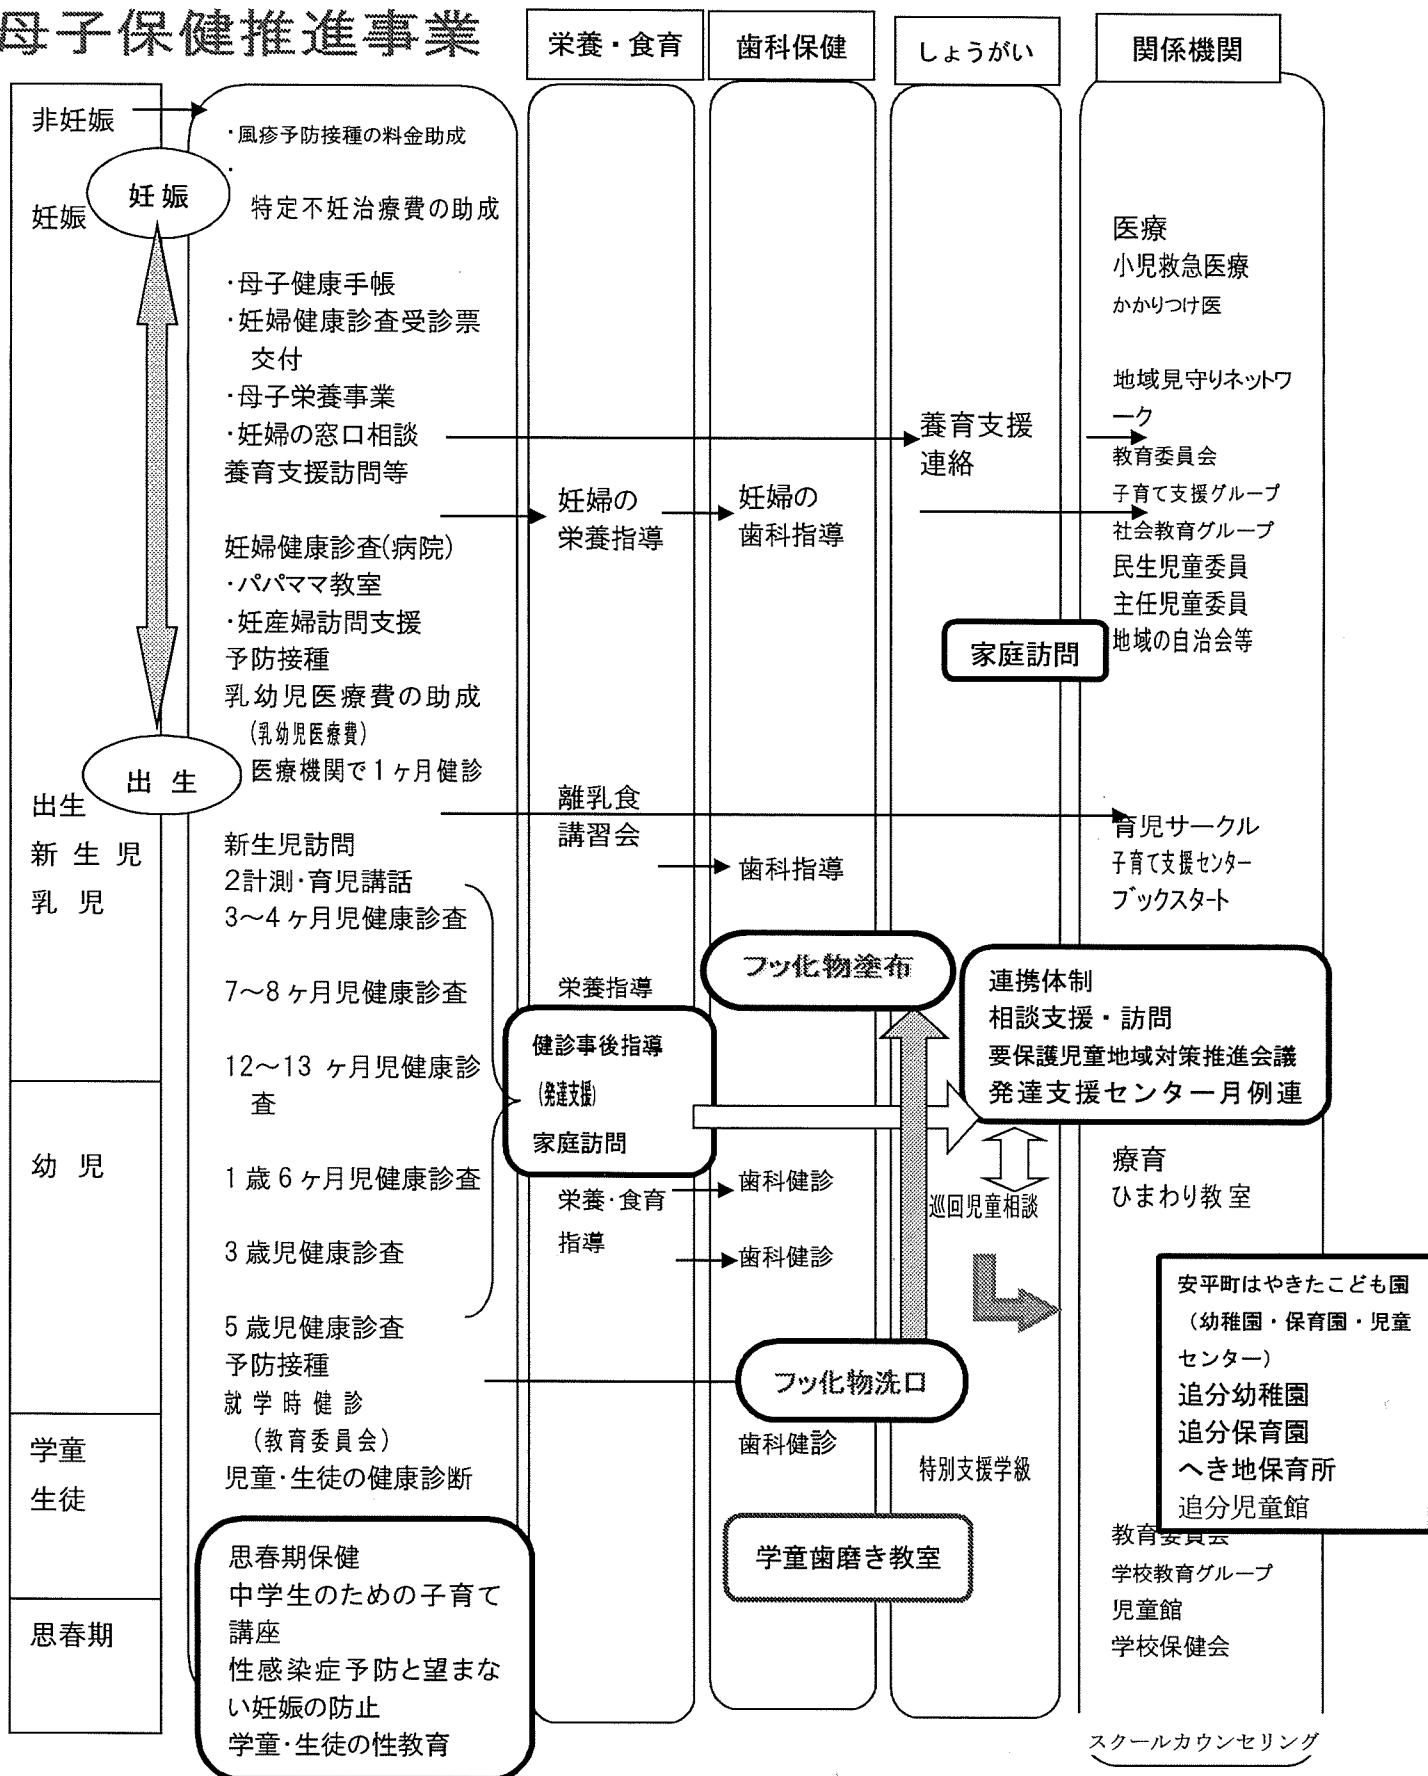 母子保健推進事業
栄養・食育
歯科保健
しょうがい
関係機関
非妊娠
妊娠
妊娠
出生
出生
新生児
乳児
幼児
学童
生徒
思春期
・風疹予防接種の料金助成
・
特定不妊治療費の助成
・母子健康手帳
・妊婦健康診査受診票
交付
・母子栄養事業
・妊婦の窓口相談
養育支援訪問等
妊婦健康診査(病院)
・パパママ教室
・妊産婦訪問支援
予防接種
乳幼児医療費の助成
(乳幼児医療費)
医療機関で1ヶ月健診
新生児訪問
2計測・育児講話
3～4ヶ月児健康診査
7～8ヶ月児健康診査
12～13ヶ月児健康診
査
1歳6ヶ月児健康診査
3歳児健康診査
5歳児健康診査
予防接種
就学時健診
(教育委員会)
児童・生徒の健康診断
思春期保健
中学生のための子育て
講座
性感染症予防と望まな
い妊娠の防止
学童・生徒の性教育
妊婦の
栄養指導
離乳食
講習会
栄養指導
健診事後指導
(発達支援)
家庭訪問
栄養・食育
指導
妊婦の
歯科指導
歯科指導
フッ化物塗布
歯科健診
歯科健診
フッ化物洗口
歯科健診
学童歯磨き教室
養育支援
連絡
家庭訪問
連携体制
相談支援・訪問
要保護児童地域対策推進会議
発達支援センター月例連
巡回児童相談
特別支援学級
医療
小児救急医療
かかりつけ医
地域見守りネットワ
ーク
教育委員会
子育て支援グループ
社会教育グループ
民生児童委員
主任児童委員
地域の自治会等
育児サークル
子育て支援センター
ブックスタート
療育
ひまわり教室
安平町はやきたこども園
（幼稚園・保育園・児童
センター）
追分幼稚園
追分保育園
へき地保育所
追分児童館
教育委員会
学校教育グループ
児童館
学校保健会
スクールカウンセリング